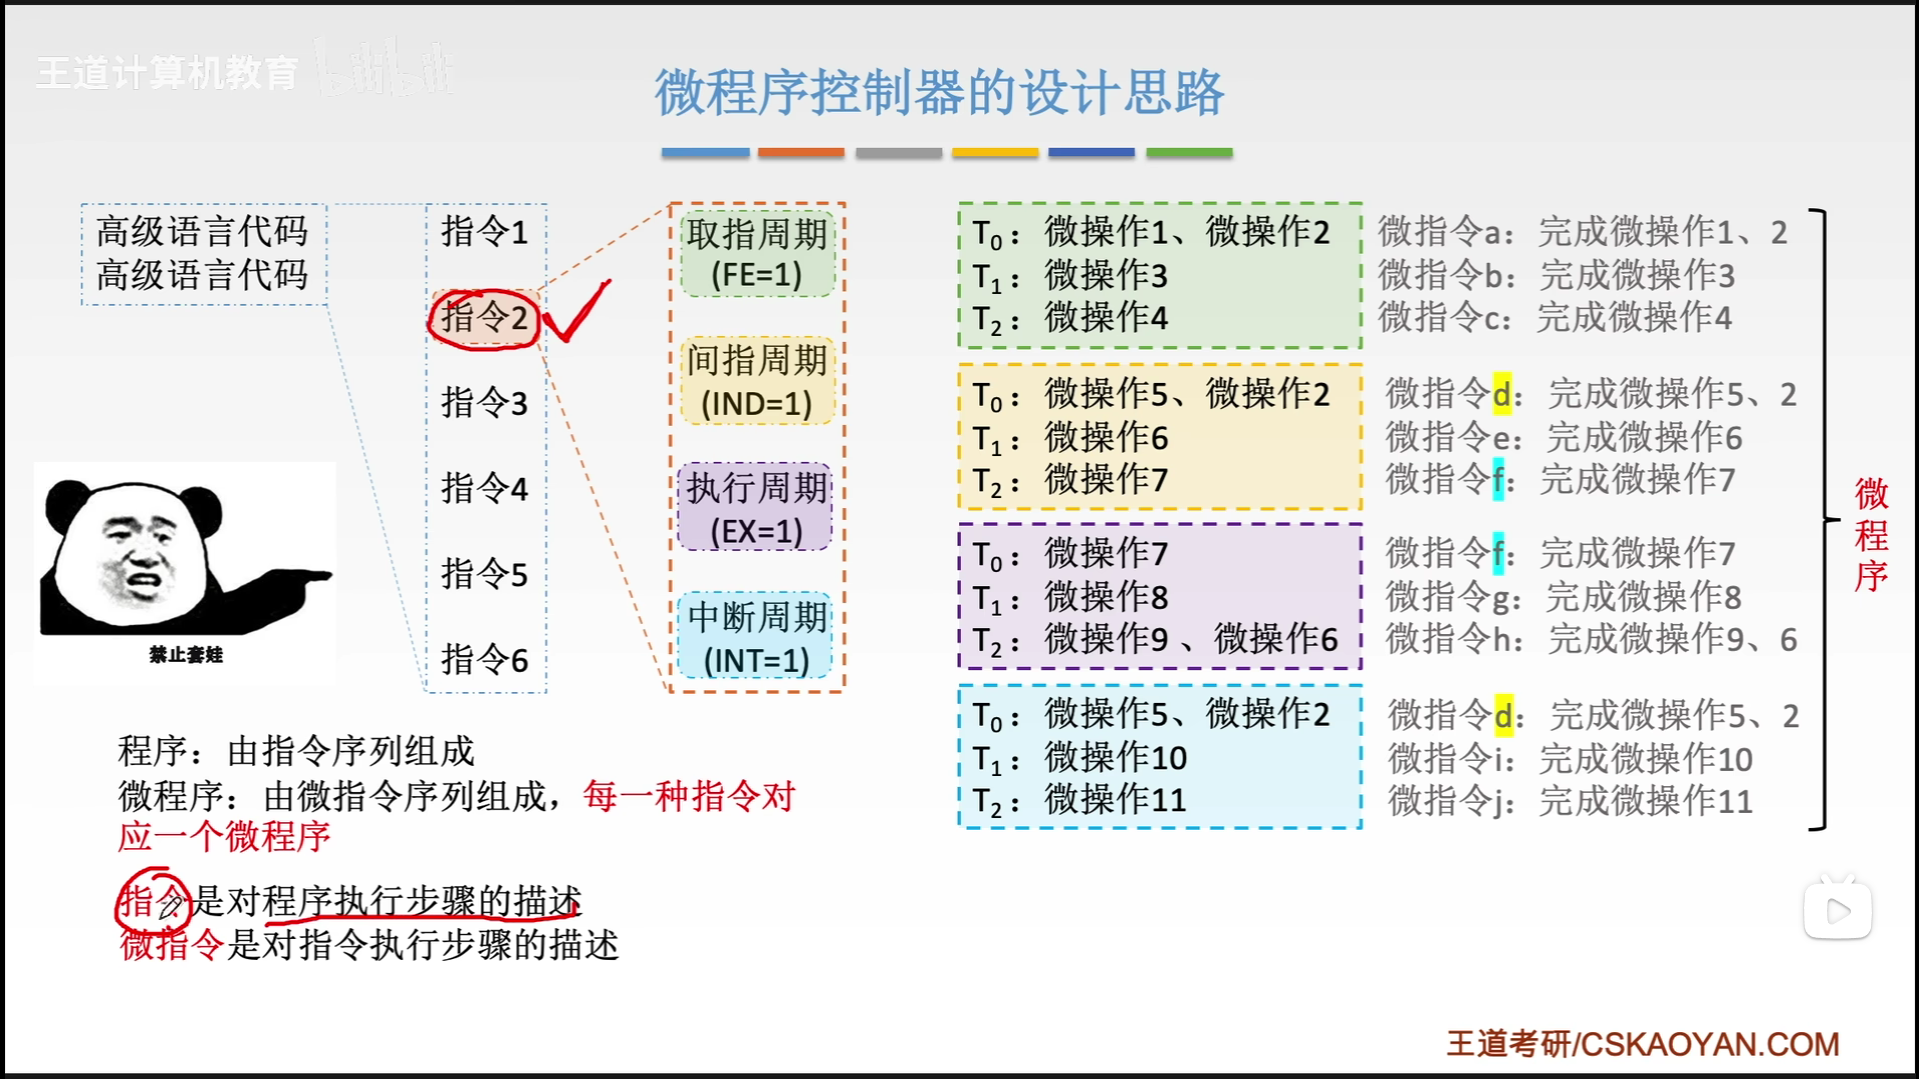 王道计算机教育 bilibili
微程序控制器的设计思路
高级语言代码
高级语言代码
指令1
指令2
指令3
指令4
指令5
指令6
取指周期
(FE=1)
间指周期
(IND=1)
执行周期
(EX=1)
中断周期
(INT=1)
T0：微操作1、微操作2
T1：微操作3
T2：微操作4
T0：微操作5、微操作2
T1：微操作6
T2：微操作7
T0：微操作7
T1：微操作8
T2：微操作9 、微操作6
T0：微操作5、微操作2
T1：微操作10
T2：微操作11
微指令a：完成微操作1、2
微指令b：完成微操作3
微指令c：完成微操作4
微指令d：完成微操作5、2
微指令e：完成微操作6
微指令f：完成微操作7
微指令f：完成微操作7
微指令g：完成微操作8
微指令h：完成微操作9、6
微指令d：完成微操作5、2
微指令i：完成微操作10
微指令j：完成微操作11
微
程
序
禁止套娃
程序：由指令序列组成
微程序：由微指令序列组成，每一种指令对
应一个微程序
指令是对程序执行步骤的描述
微指令是对指令执行步骤的描述
王道考研/CSKAOYAN.COM